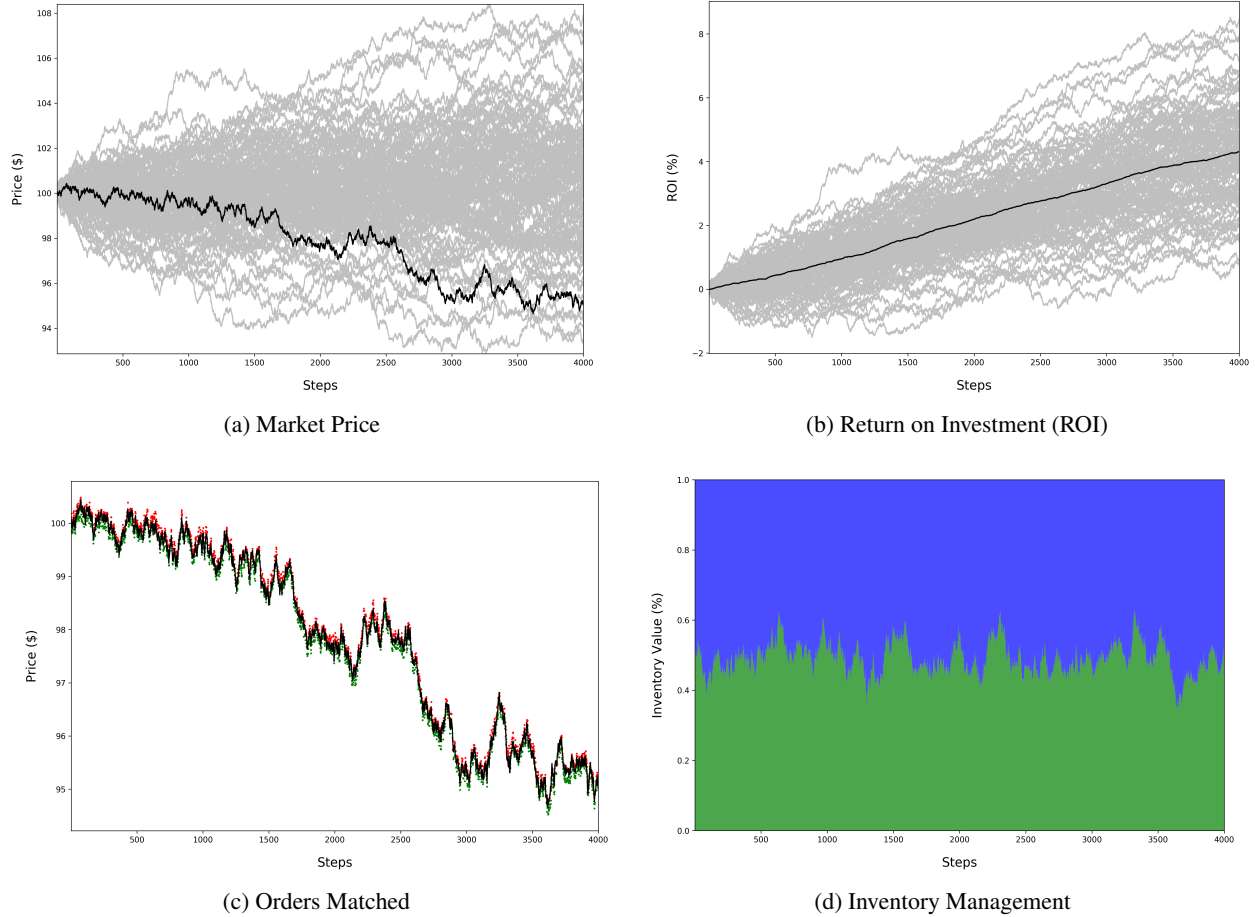 108
106
104
102
100
98
96
94
Price ($)
500 1000 1500 2000 2500 3000 3500 4000
Steps
(a) Market Price
8
6
4
2
0
−2
ROI (%)
500 1000 1500 2000 2500 3000 3500 4000
Steps
(b) Return on Investment (ROI)
100
99
98
97
96
95
Price ($)
500 1000 1500 2000 2500 3000 3500 4000
Steps
(c) Orders Matched
1.0
0.8
0.6
0.4
0.2
0.0
Inventory Value (%)
500 1000 1500 2000 2500 3000 3500 4000
Steps
(d) Inventory Management